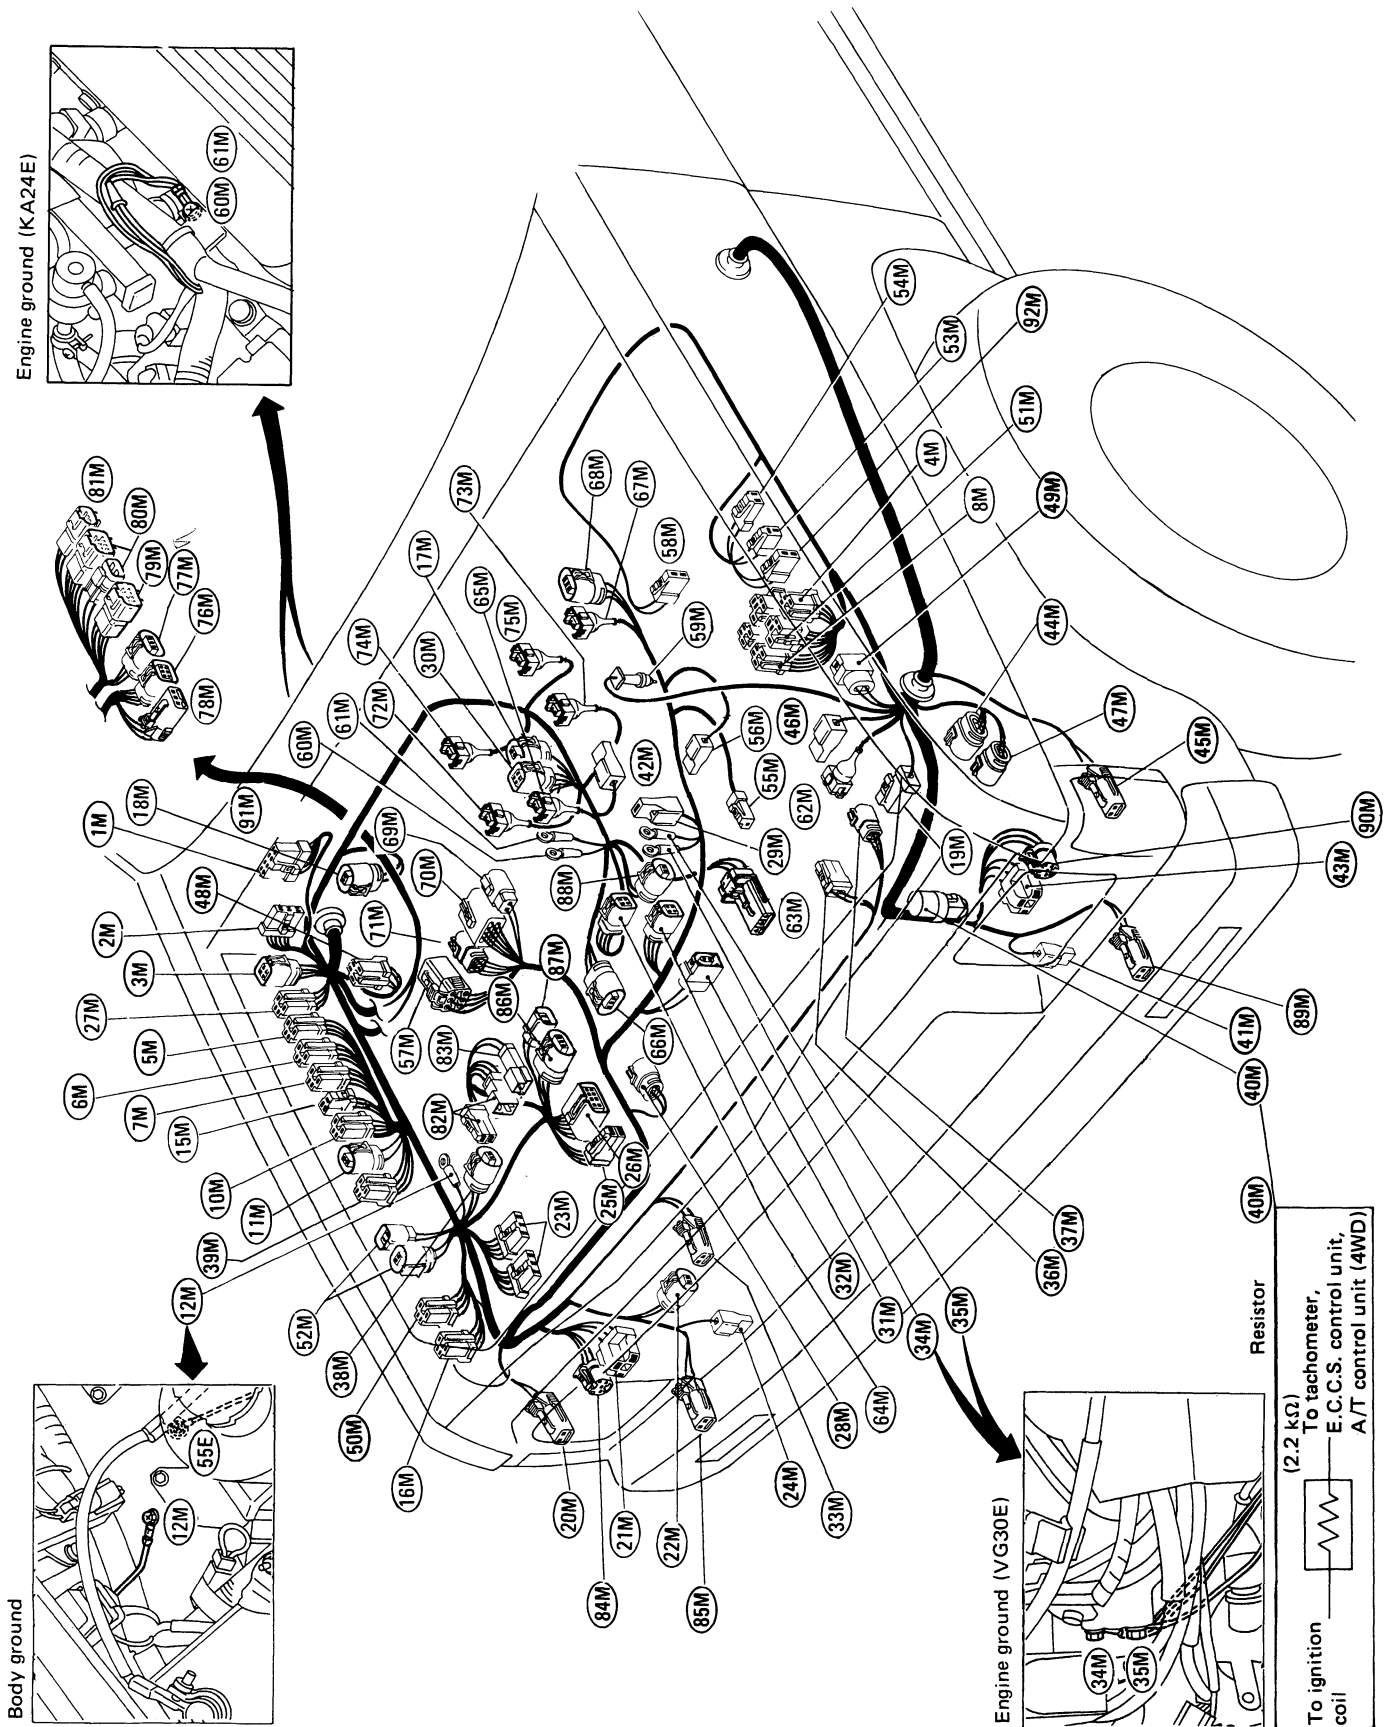 Engine ground (KA24E)
61M
60M
81M
80M
79M
77M
76M
78M
73M
17M
65M
75M
74M
30M
61M
72M
60M
68M
67M
58M
59M
54M
53M
92M
51M
4M
8M
49M
44M
47M
45M
1M
18M
91M
69M
70M
48M
71M
2M
3M
27M
5M
6M
7M
15M
10M
11M
39M
12M
57M
83M
82M
86M
87M
88M
66M
42M
29M
63M
56M
46M
55M
62M
19M
90M
43M
89M
41M
40M
37M
36M
26M
25M
23M
52M
38M
50M
16M
32M
31M
34M
35M
64M
28M
33M
24M
20M
21M
22M
84M
85M
Body ground
55E
12M
Engine ground (VG30E)
34M
35M
40M
Resistor
(2.2 kΩ)
To ignition
coil
To tachometer,
E.C.C.S. control unit,
A/T control unit (4WD)